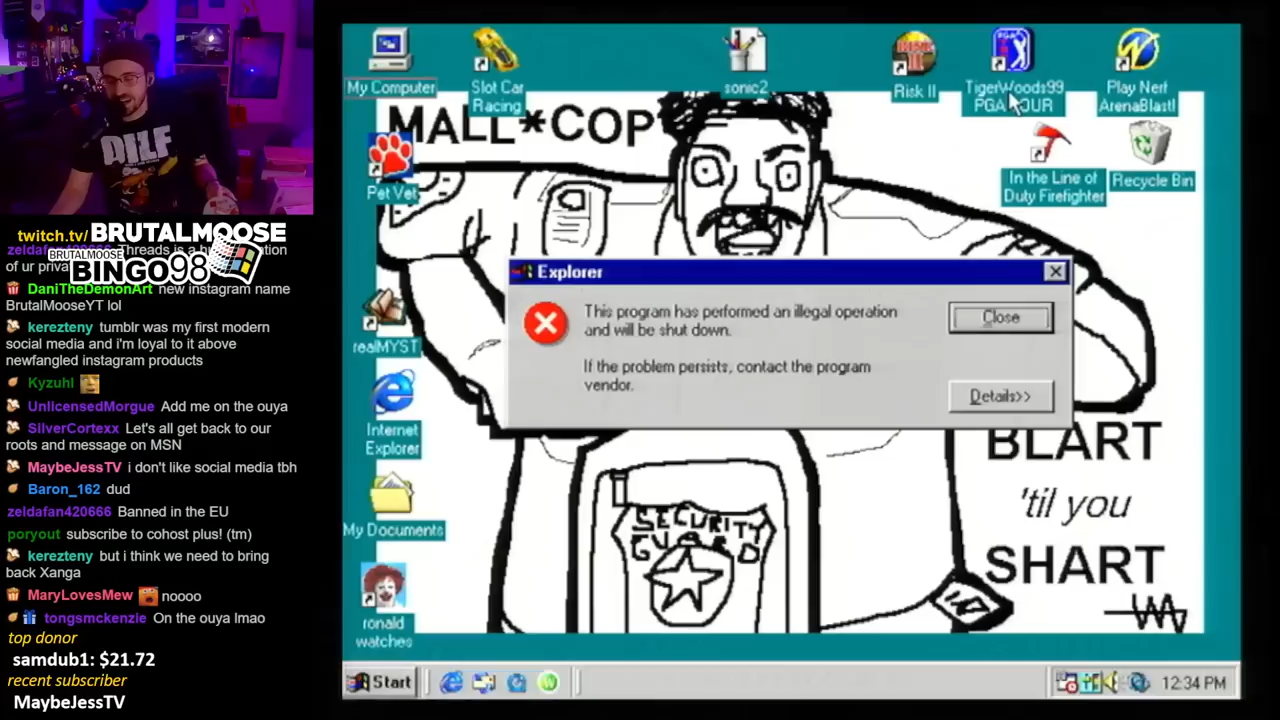 DILF
twitch.tv/BRUTALMOOSE
BRUTALMOOSE
BINGO98
zeldafan420666 Threads is a
of ur
DaniTheDemonArt new instagram name
BrutalMooseYT lol
kerezteny tumblr was my first modern
social media and i'm loyal to it above
newfangled instagram products
Kyzuhl
UnlicensedMorgue Add me on the ouya
SilverCortexx Let's all get back to our
roots and message on MSN
MaybeJessTV i don't like social media tbh
Baron_162 dud
zeldafan420666 Banned in the EU
poryout subscribe to cohost plus! (tm)
kerezteny but i think we need to bring
back Xanga
MaryLovesMew noooo
tongsmckenzie On the ouya lmao
top donor
samdub1: $21.72
recent subscriber
MaybeJessTV
My Computer
Slot Car
Racing
sonic2
Risk II
TigerWoods99
PGA TOUR
Play Nerf
ArenaBlast!
MALL*COP
Pet Vet
In the Line of
Duty Firefighter
Recycle Bin
Explorer
This program has performed an illegal operation
and will be shut down.
If the problem persists, contact the program
vendor.
Close
Details>>
realMYST
Internet
Explorer
My Documents
ronald
watches
BLART
'til you
SHART
SECURITY
GUARD
Start
12:34 PM